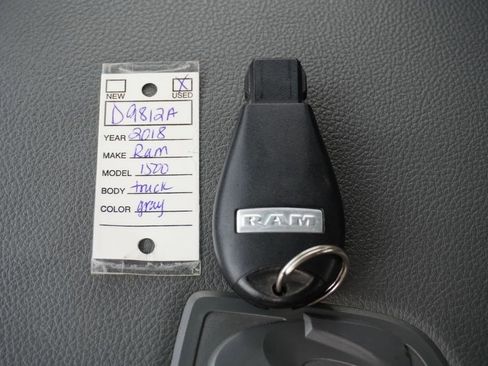 X
NEW USED
D9812A
YEAR 2018
MAKE Ram
MODEL 1500
BODY truck
COLOR gray
RAM